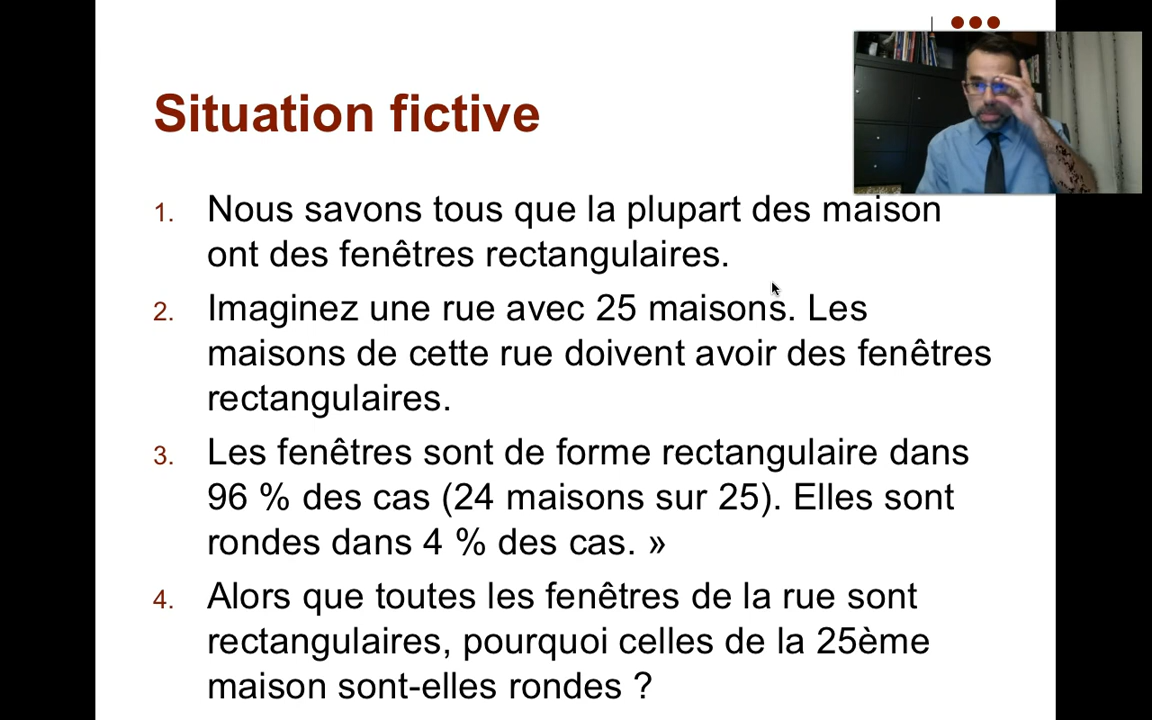 Situation fictive
1. Nous savons tous que la plupart des maison
ont des fenêtres rectangulaires.
2. Imaginez une rue avec 25 maisons. Les
maisons de cette rue doivent avoir des fenêtres
rectangulaires.
3. Les fenêtres sont de forme rectangulaire dans
96 % des cas (24 maisons sur 25). Elles sont
rondes dans 4 % des cas. »
4. Alors que toutes les fenêtres de la rue sont
rectangulaires, pourquoi celles de la 25ème
maison sont-elles rondes ?